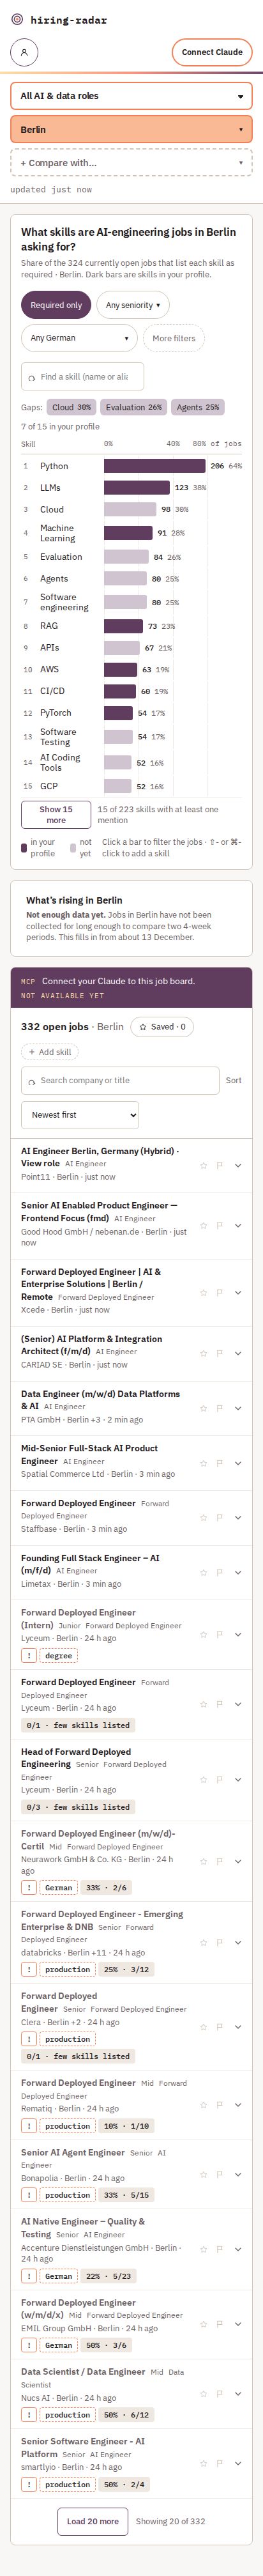 hiring-radar
Connect Claude
All AI & data roles
Berlin
+ Compare with...
updated just now
What skills are AI-engineering jobs in Berlin
asking for?
Share of 324 currently open jobs that list each skill as
required · Berlin. Dark bars are skills in your profile.
Required only
Any seniority
Any German
More filters
Find a skill (name or alia
Gaps: Cloud 30% Evaluation 26% Agents 25%
7 of 15 in your profile
Skill 0% 40% 80% of jobs
1 Python 206 64%
2 LLMs 123 38%
3 Cloud 98 30%
4 Machine
Learning 91 28%
5 Evaluation 84 26%
6 Agents 80 25%
7 Software
engineering 80 25%
8 RAG 73 23%
9 APIs 67 21%
10 AWS 63 19%
11 CI/CD 60 19%
12 PyTorch 54 17%
13 Software
Testing 54 17%
14 AI Coding
Tools 52 16%
15 GCP 52 16%
Show 15
more
15 of 223 skills with at least one
mention
in your
profile
not
yet
Click a bar to filter the jobs · ⇧- or ⌘-
click to add a skill
What's rising in Berlin
Not enough data yet. Jobs in Berlin have not been
collected for long enough to compare two 4-week
periods. This fills in from about 13 December.
MCP Connect your Claude to this job board.
NOT AVAILABLE YET
332 open jobs · Berlin
Saved · 0
+ Add skill
Search company or title
Sort
Newest first
AI Engineer Berlin, Germany (Hybrid) ·
View role AI Engineer
Point11 · Berlin · just now
Senior AI Enabled Product Engineer —
Frontend Focus (fmd) AI Engineer
Good Hood GmbH / nebenan.de · Berlin · just
now
Forward Deployed Engineer | AI &
Enterprise Solutions | Berlin /
Remote Forward Deployed Engineer
Xcede · Berlin · just now
(Senior) AI Platform & Integration
Architect (f/m/d) AI Engineer
CARIAD SE · Berlin · just now
Data Engineer (m/w/d) Data Platforms
& AI AI Engineer
PTA GmbH · Berlin +3 · 2 min ago
Mid-Senior Full-Stack AI Product
Engineer AI Engineer
Spatial Commerce Ltd · Berlin · 3 min ago
Forward Deployed Engineer Forward
Deployed Engineer
Staffbase · Berlin · 3 min ago
Founding Full Stack Engineer – AI
(m/f/d) AI Engineer
Limetax · Berlin · 3 min ago
Forward Deployed Engineer
(Intern) Junior Forward Deployed Engineer
Lyceum · Berlin · 24 h ago
! degree
Forward Deployed Engineer Forward
Deployed Engineer
Lyceum · Berlin · 24 h ago
0/1 · few skills listed
Head of Forward Deployed
Engineering Senior Forward Deployed
Engineer
Lyceum · Berlin · 24 h ago
0/3 · few skills listed
Forward Deployed Engineer (m/w/d)-
Certil Mid Forward Deployed Engineer
Neurawork GmbH & Co. KG · Berlin · 24 h
ago
! German 33% · 2/6
Forward Deployed Engineer - Emerging
Enterprise & DNB Senior Forward
Deployed Engineer
databricks · Berlin +11 · 24 h ago
! production 25% · 3/12
Forward Deployed
Engineer Senior Forward Deployed Engineer
Clera · Berlin +2 · 24 h ago
! production
0/1 · few skills listed
Forward Deployed Engineer Mid Forward
Deployed Engineer
Rematiq · Berlin · 24 h ago
! production 10% · 1/10
Senior AI Agent Engineer Senior AI
Engineer
Bonapolia · Berlin · 24 h ago
! production 33% · 5/15
AI Native Engineer – Quality &
Testing Senior AI Engineer
Accenture Dienstleistungen GmbH · Berlin ·
24 h ago
! German 22% · 5/23
Forward Deployed Engineer
(w/m/d/x) Mid Forward Deployed Engineer
EMIL Group GmbH · Berlin · 24 h ago
! German 50% · 3/6
Data Scientist / Data Engineer Mid Data
Scientist
Nucs AI · Berlin · 24 h ago
! production 50% · 6/12
Senior Software Engineer - AI
Platform Senior AI Engineer
smartlyio · Berlin · 24 h ago
! production 50% · 2/4
Load 20 more
Showing 20 of 332